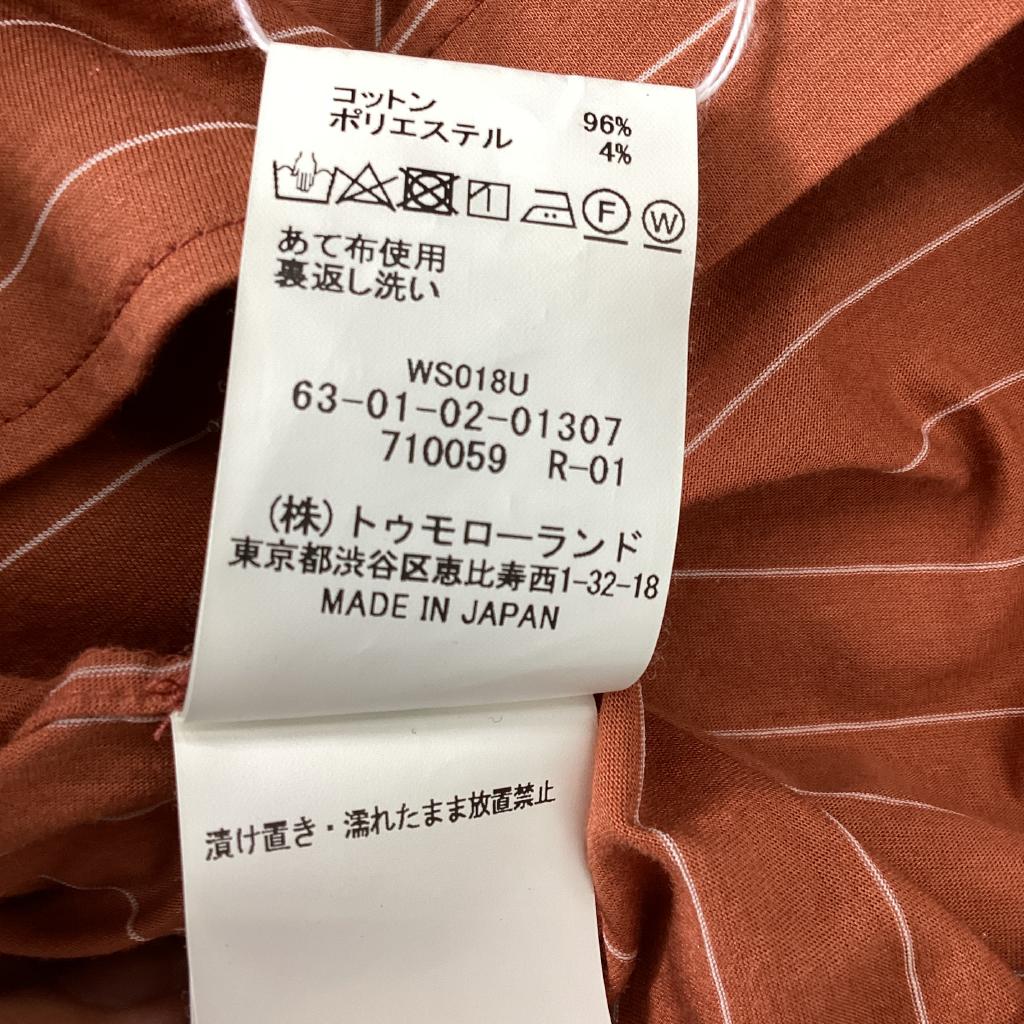 コットン 96%
ポリエステル 4%
F W
あて布使用
裏返し洗い
WS018U
63-01-02-01307
710059 R-01
(株)トゥモローランド
東京都渋谷区恵比寿西1-32-18
MADE IN JAPAN
漬け置き・濡れたまま放置禁止